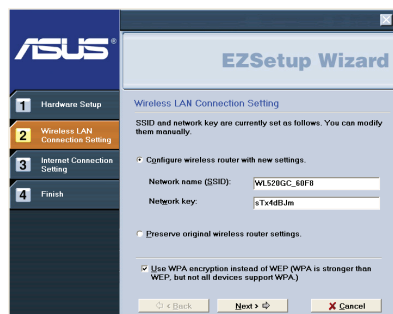 ASUS®
EZSetup Wizard
1 Hardware Setup
2 Wireless LAN
Connection Setting
3 Internet Connection
Setting
4 Finish
Wireless LAN Connection Setting
SSID and network key are currently set as follows. You can modify
them manually.
Configure wireless router with new settings.
Network name (SSID): WL520GC_60F8
Network key: sTx4dBJm
Preserve original wireless router settings.
Use WPA encryption instead of WEP (WPA is stronger than
WEP, but not all devices support WPA.)
< Back Next > Cancel